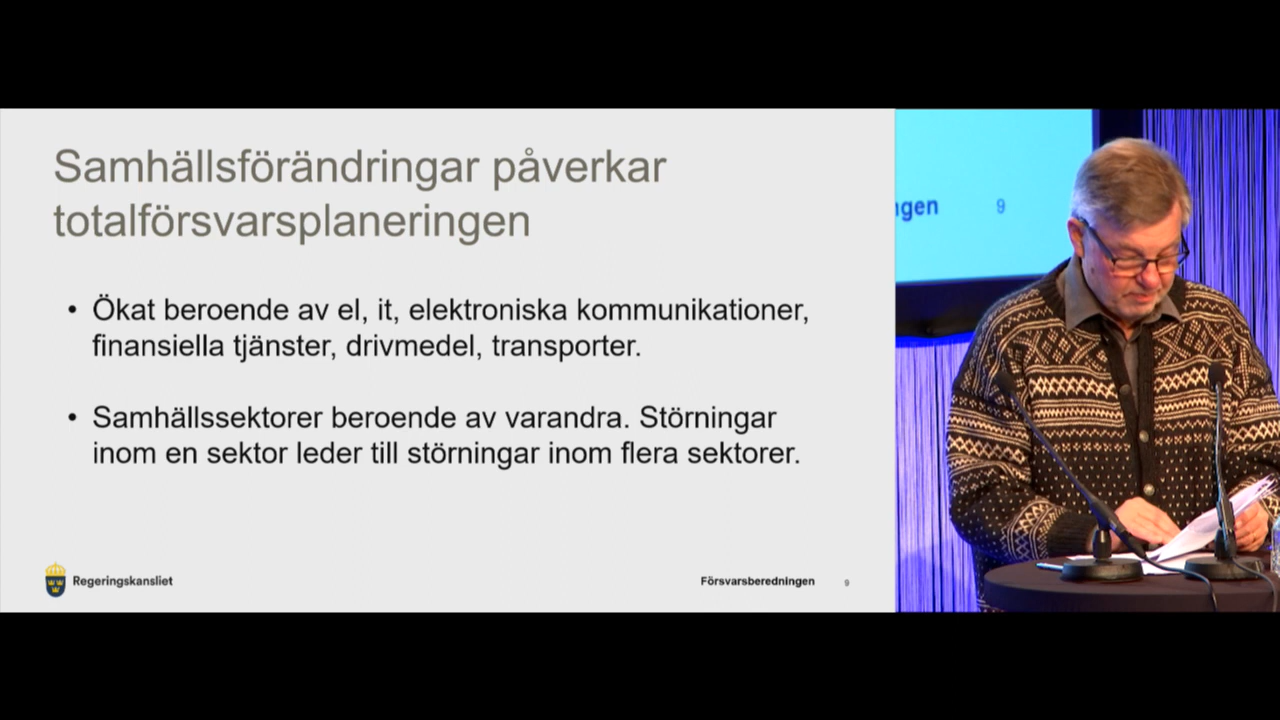 Samhällsförändringar påverkar
totalförsvarsplaneringen
• Ökat beroende av el, it, elektroniska kommunikationer,
finansiella tjänster, drivmedel, transporter.
• Samhällssektorer beroende av varandra. Störningar
inom en sektor leder till störningar inom flera sektorer.
Regeringskansliet
Försvarsberedningen 9
ngen 9